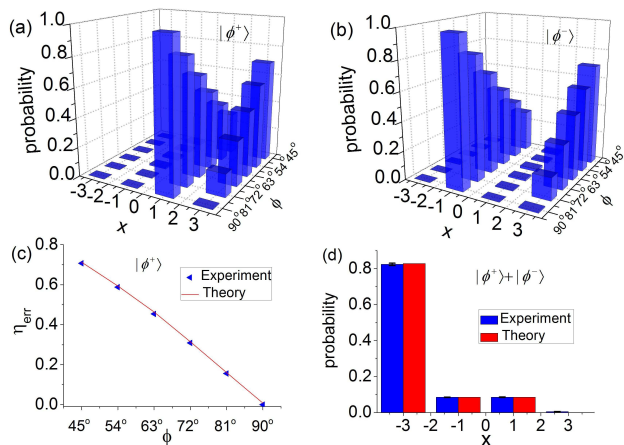 (a)
|ϕ⁺⟩
probability
1.0
0.8
0.6
0.4
0.2
0.0
-3 -2 -1 0 1 2 3
x
90° 81° 72° 63° 54° 45°
ϕ
(b)
|ϕ⁻⟩
probability
1.0
0.8
0.6
0.4
0.2
0.0
-3 -2 -1 0 1 2 3
x
90° 81° 72° 63° 54° 45°
ϕ
(c)
|ϕ⁺⟩
Experiment
Theory
ηerr
0.8
0.6
0.4
0.2
0.0
45° 54° 63° 72° 81° 90°
ϕ
(d)
|ϕ⁺⟩+|ϕ⁻⟩
Experiment
Theory
probability
0.8
0.6
0.4
0.2
0.0
-3 -2 -1 0 1 2 3
x